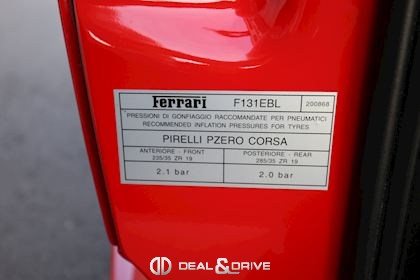 Ferrari F131EBL 200868
PRESSIONI DI GONFIAGGIO RACCOMANDATE PER PNEUMATICI
RECOMMENDED INFLATION PRESSURES FOR TYRES
PIRELLI PZERO CORSA
ANTERIORE - FRONT
235/35 ZR 19
POSTERIORE - REAR
285/35 ZR 19
2.1 bar
2.0 bar
DEAL & DRIVE